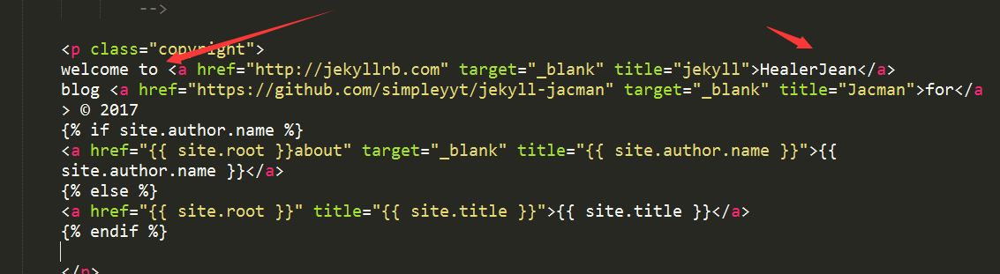 -->
<p class="copyright">
welcome to <a href="http://jekyllrb.com" target="_blank" title="jekyll">HealerJean</a>
blog <a href="https://github.com/simpleyyt/jekyll-jacman" target="_blank" title="Jacman">for</a
> © 2017
{% if site.author.name %}
<a href="{{ site.root }}about" target="_blank" title="{{ site.author.name }}">{{
site.author.name }}</a>
{% else %}
<a href="{{ site.root }}" title="{{ site.title }}">{{ site.title }}</a>
{% endif %}
</p>